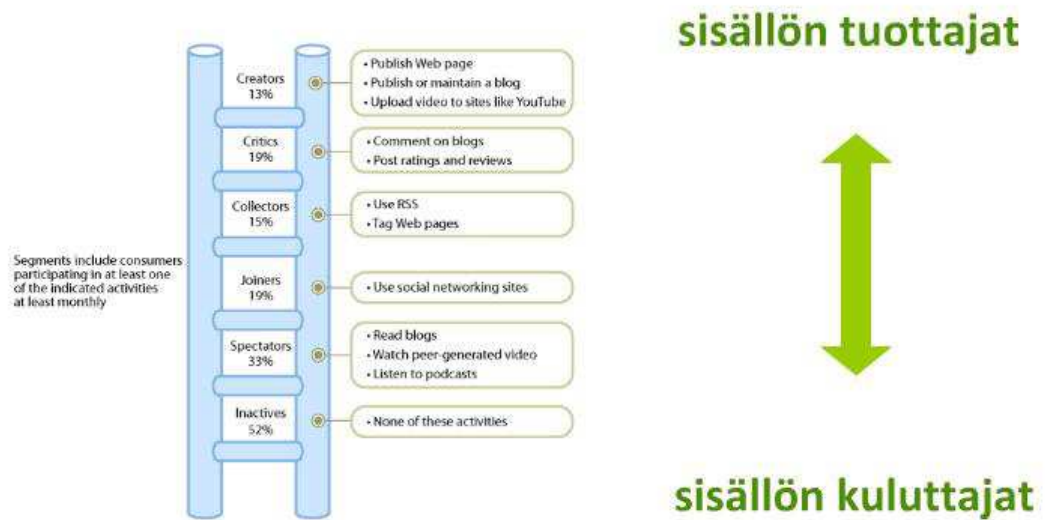 sisällön tuottajat
Creators
13%
• Publish Web page
• Publish or maintain a blog
• Upload video to sites like YouTube
Critics
19%
• Comment on blogs
• Post ratings and reviews
Collectors
15%
• Use RSS
• Tag Web pages
Segments include consumers
participating in at least one
of the indicated activities
at least monthly
Joiners
19%
• Use social networking sites
Spectators
33%
• Read blogs
• Watch peer-generated video
• Listen to podcasts
Inactives
52%
• None of these activities
sisällön kuluttajat